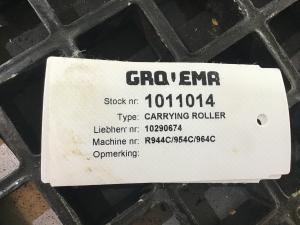 GROVEMA
Stock nr: 1011014
Type: CARRYING ROLLER
Liebherr nr: 10290674
Machine nr: R944C/954C/964C
Opmerking: